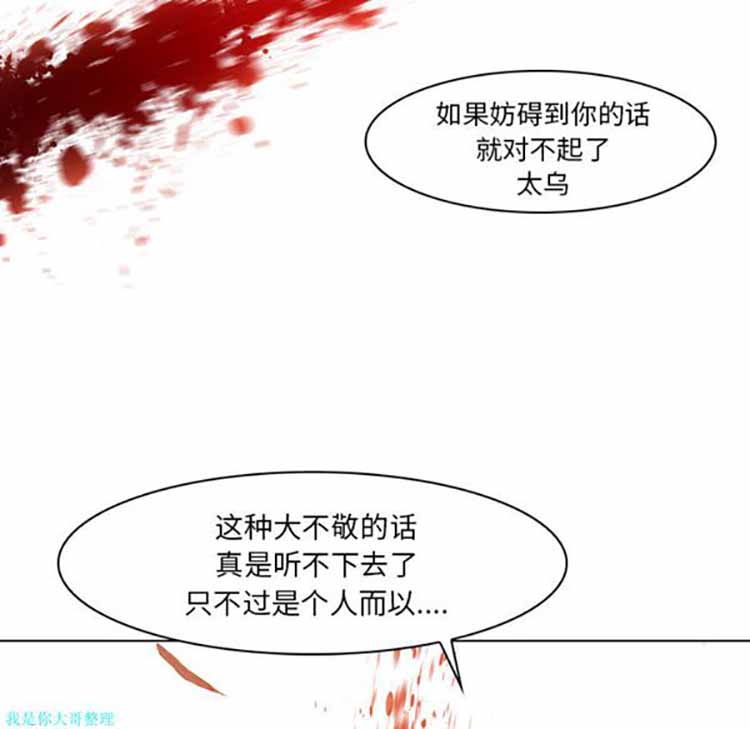 如果妨碍到你的话
就对不起了
太乌
这种大不敬的话
真是听不下去了
只不过是个人而以....
我是你大哥整理